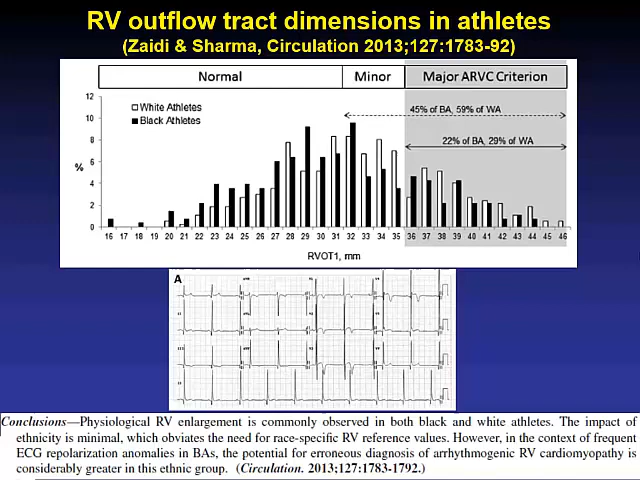 RV outflow tract dimensions in athletes
(Zaidi & Sharma, Circulation 2013;127:1783-92)
Normal Minor Major ARVC Criterion
12
10
8
6
4
2
0
%
White Athletes
Black Athletes
45% of BA, 59% of WA
22% of BA, 29% of WA
16 17 18 19 20 21 22 23 24 25 26 27 28 29 30 31 32 33 34 35 36 37 38 39 40 41 42 43 44 45 46
RVOT1, mm
A
Conclusions—Physiological RV enlargement is commonly observed in both black and white athletes. The impact of
ethnicity is minimal, which obviates the need for race-specific RV reference values. However, in the context of frequent
ECG repolarization anomalies in BAs, the potential for erroneous diagnosis of arrhythmogenic RV cardiomyopathy is
considerably greater in this ethnic group. (Circulation. 2013;127:1783-1792.)